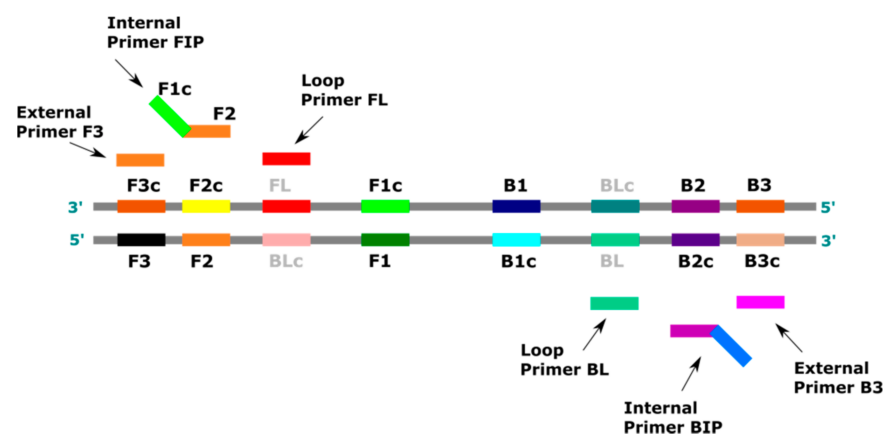 Internal
Primer FIP
F1c
F2
Loop
Primer FL
External
Primer F3
F3c F2c FL F1c B1 BLc B2 B3
3' 5'
5' 3'
F3 F2 BLc F1 B1c BL B2c B3c
Loop
Primer BL
External
Primer B3
Internal
Primer BIP